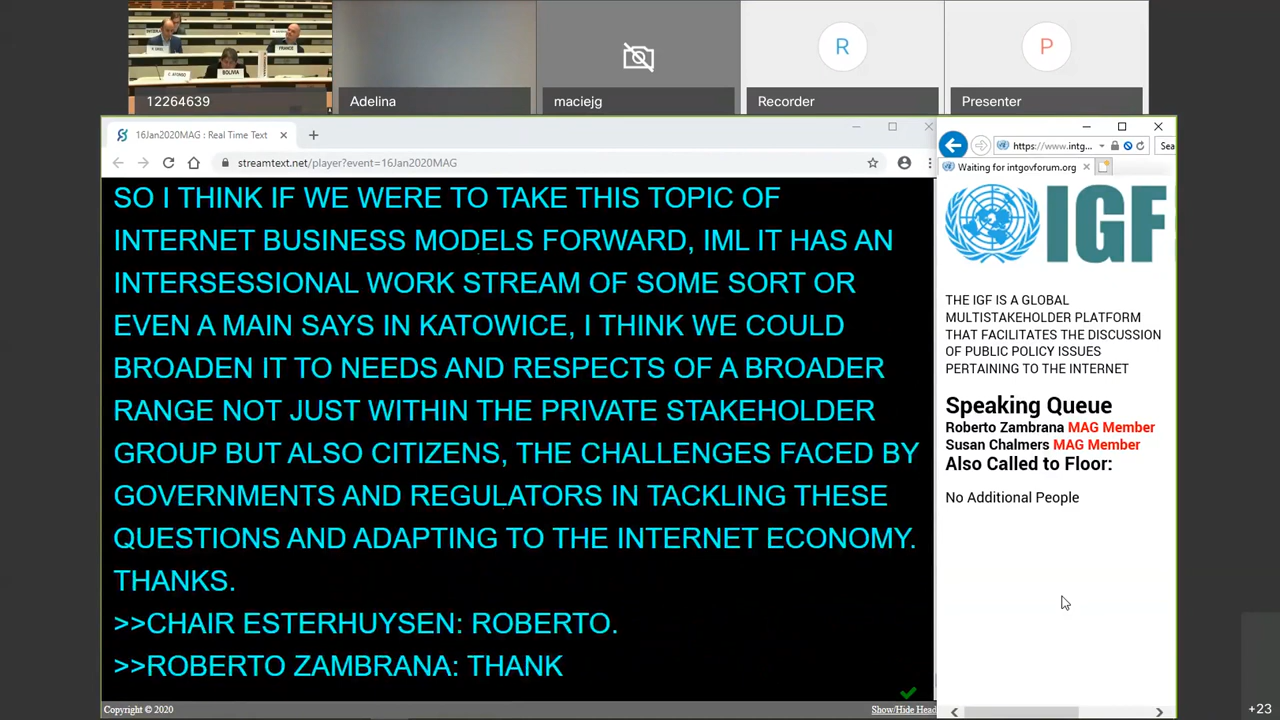 FRANCE
C. AFONSO
BOLIVIA
R
P
12264639
Adelina
maciejg
Recorder
Presenter
16Jan2020MAG : Real Time Text
streamtext.net/player?event=16Jan2020MAG
SO I THINK IF WE WERE TO TAKE THIS TOPIC OF
INTERNET BUSINESS MODELS FORWARD, IML IT HAS AN
INTERSESSIONAL WORK STREAM OF SOME SORT OR
EVEN A MAIN SAYS IN KATOWICE, I THINK WE COULD
BROADEN IT TO NEEDS AND RESPECTS OF A BROADER
RANGE NOT JUST WITHIN THE PRIVATE STAKEHOLDER
GROUP BUT ALSO CITIZENS, THE CHALLENGES FACED BY
GOVERNMENTS AND REGULATORS IN TACKLING THESE
QUESTIONS AND ADAPTING TO THE INTERNET ECONOMY.
THANKS.
>>CHAIR ESTERHUYSEN: ROBERTO.
>>ROBERTO ZAMBRANA: THANK
Copyright © 2020
Show/Hide Head
https://www.intg...
Sea
Waiting for intgovforum.org
IGF
THE IGF IS A GLOBAL
MULTISTAKEHOLDER PLATFORM
THAT FACILITATES THE DISCUSSION
OF PUBLIC POLICY ISSUES
PERTAINING TO THE INTERNET
Speaking Queue
Roberto Zambrana MAG Member
Susan Chalmers MAG Member
Also Called to Floor:
No Additional People
+23